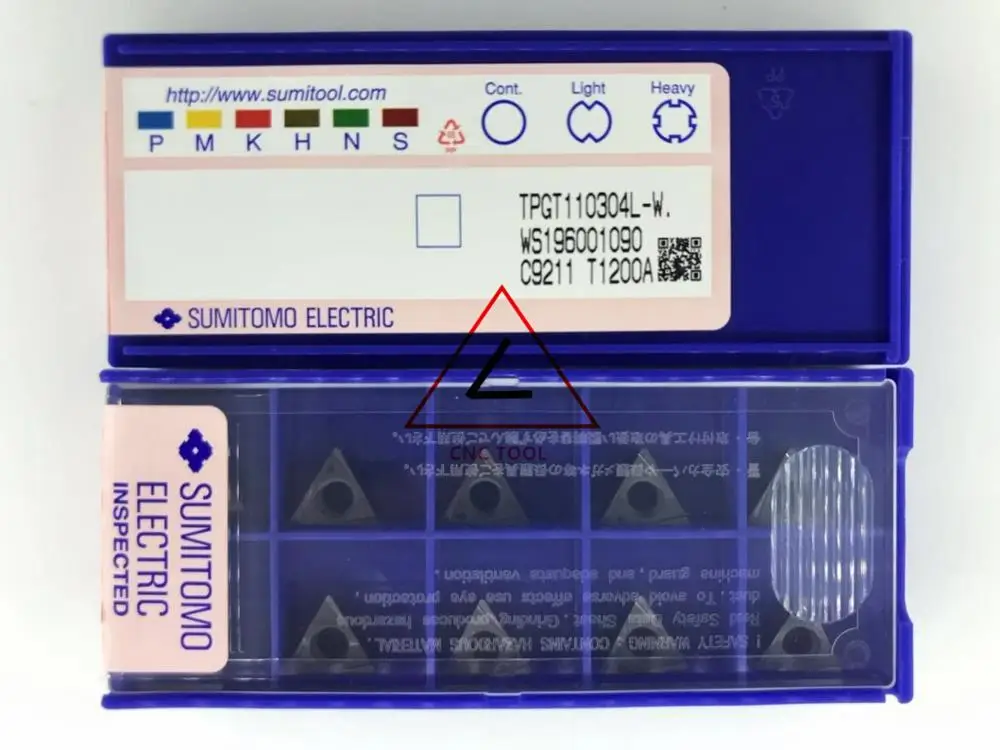 http://www.sumitool.com
P M K H N S
Cont. Light Heavy
TPGT110304L-W.
WS196001090
C9211 T1200A
SUMITOMO ELECTRIC
CNC TOOL
SUMITOMO
ELECTRIC
INSPECTED
! SAFETY WARNING : CONTAINS HAZARDOUS MATERIAL.
Read Safety Data Sheet. Grinding produces hazardous
dust. To avoid adverse effects use eye protection,
machine guard, and adequate ventilation.